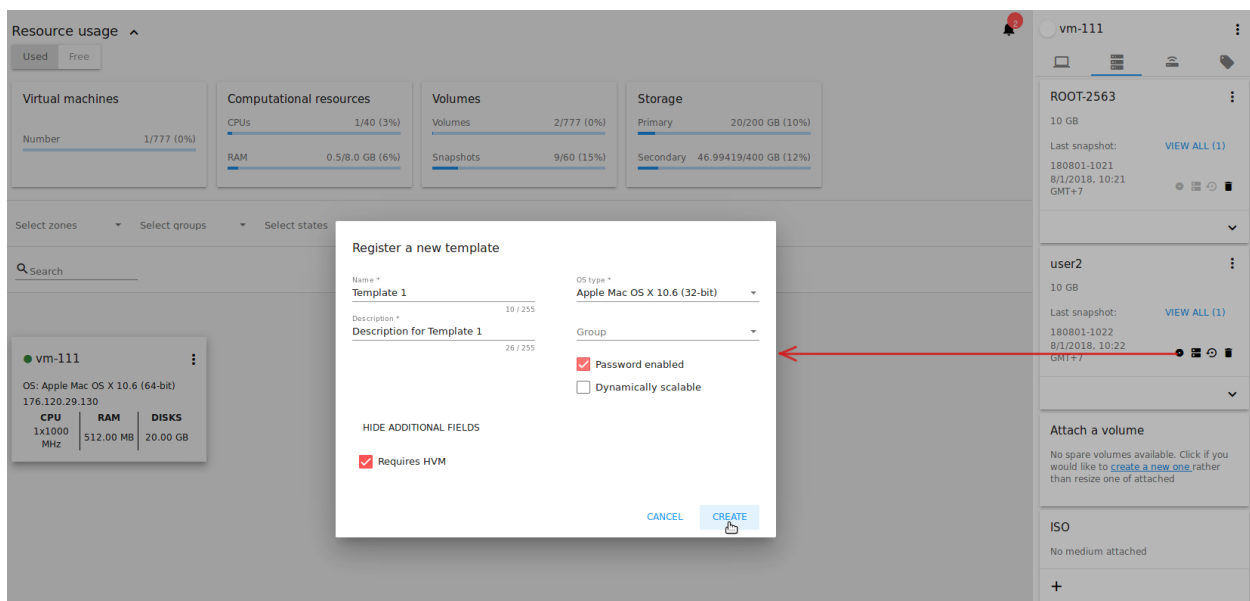 Resource usage
2
Used Free
Virtual machines
Number 1/777 (0%)
Computational resources
CPUs 1/40 (3%)
RAM 0.5/8.0 GB (6%)
Volumes
Volumes 2/777 (0%)
Snapshots 9/60 (15%)
Storage
Primary 20/200 GB (10%)
Secondary 46.99419/400 GB (12%)
Select zones Select groups Select states
Search
vm-111
OS: Apple Mac OS X 10.6 (64-bit)
176.120.29.130
CPU RAM DISKS
1x1000 MHz 512.00 MB 20.00 GB
Register a new template
Name *
Template 1
10 / 255
Description *
Description for Template 1
26 / 255
OS type *
Apple Mac OS X 10.6 (32-bit)
Group
Password enabled
Dynamically scalable
HIDE ADDITIONAL FIELDS
Requires HVM
CANCEL CREATE
vm-111
ROOT-2563
10 GB
Last snapshot: VIEW ALL (1)
180801-1021
8/1/2018, 10:21
GMT+7
user2
10 GB
Last snapshot: VIEW ALL (1)
180801-1022
8/1/2018, 10:22
GMT+7
Attach a volume
No spare volumes available. Click if you
would like to create a new one rather
than resize one of attached
ISO
No medium attached